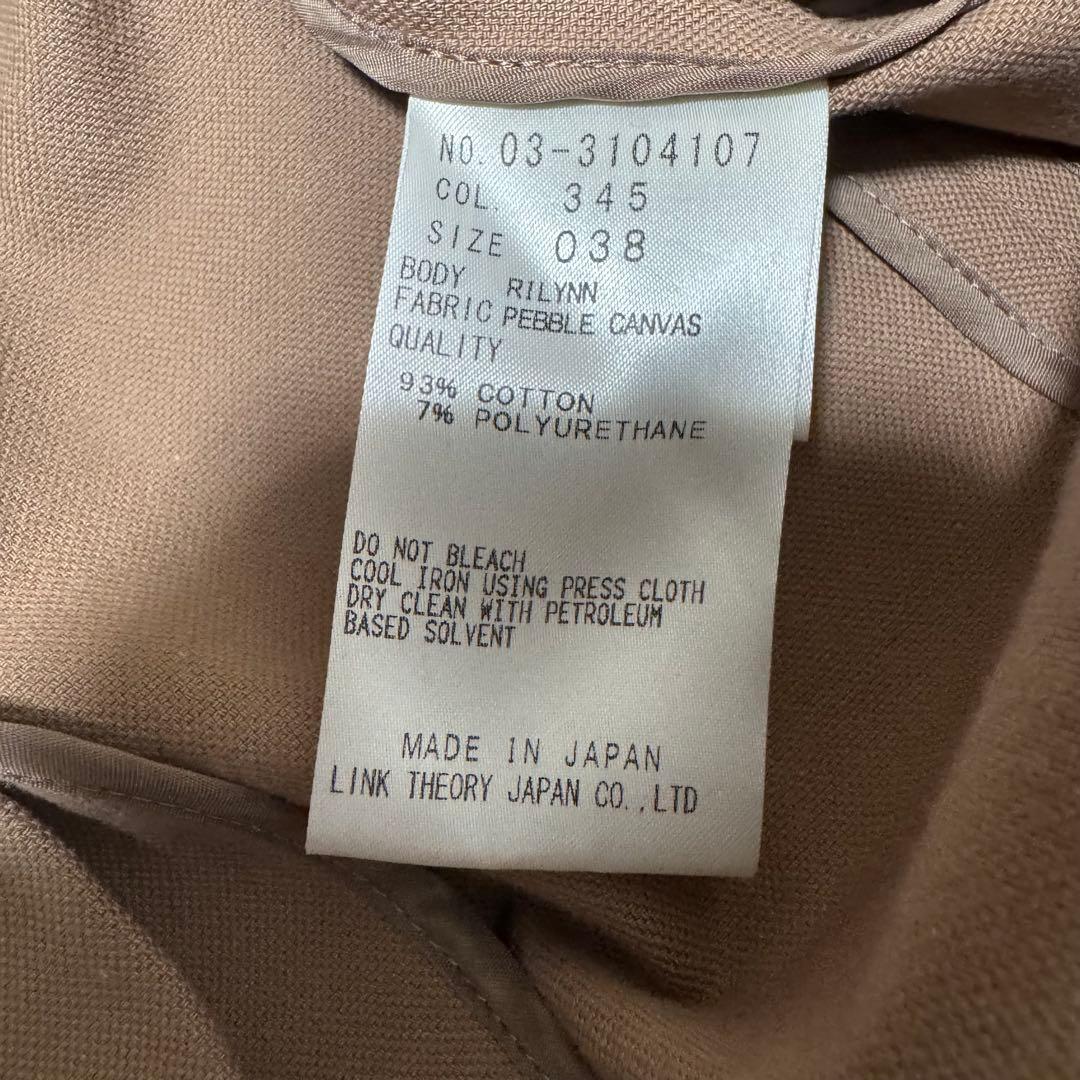 NO. 03-3104107
COL. 345
SIZE 038
BODY RILYNN
FABRIC PEBBLE CANVAS
QUALITY
93% COTTON
7% POLYURETHANE
DO NOT BLEACH
COOL IRON USING PRESS CLOTH
DRY CLEAN WITH PETROLEUM
BASED SOLVENT
MADE IN JAPAN
LINK THEORY JAPAN CO.,LTD